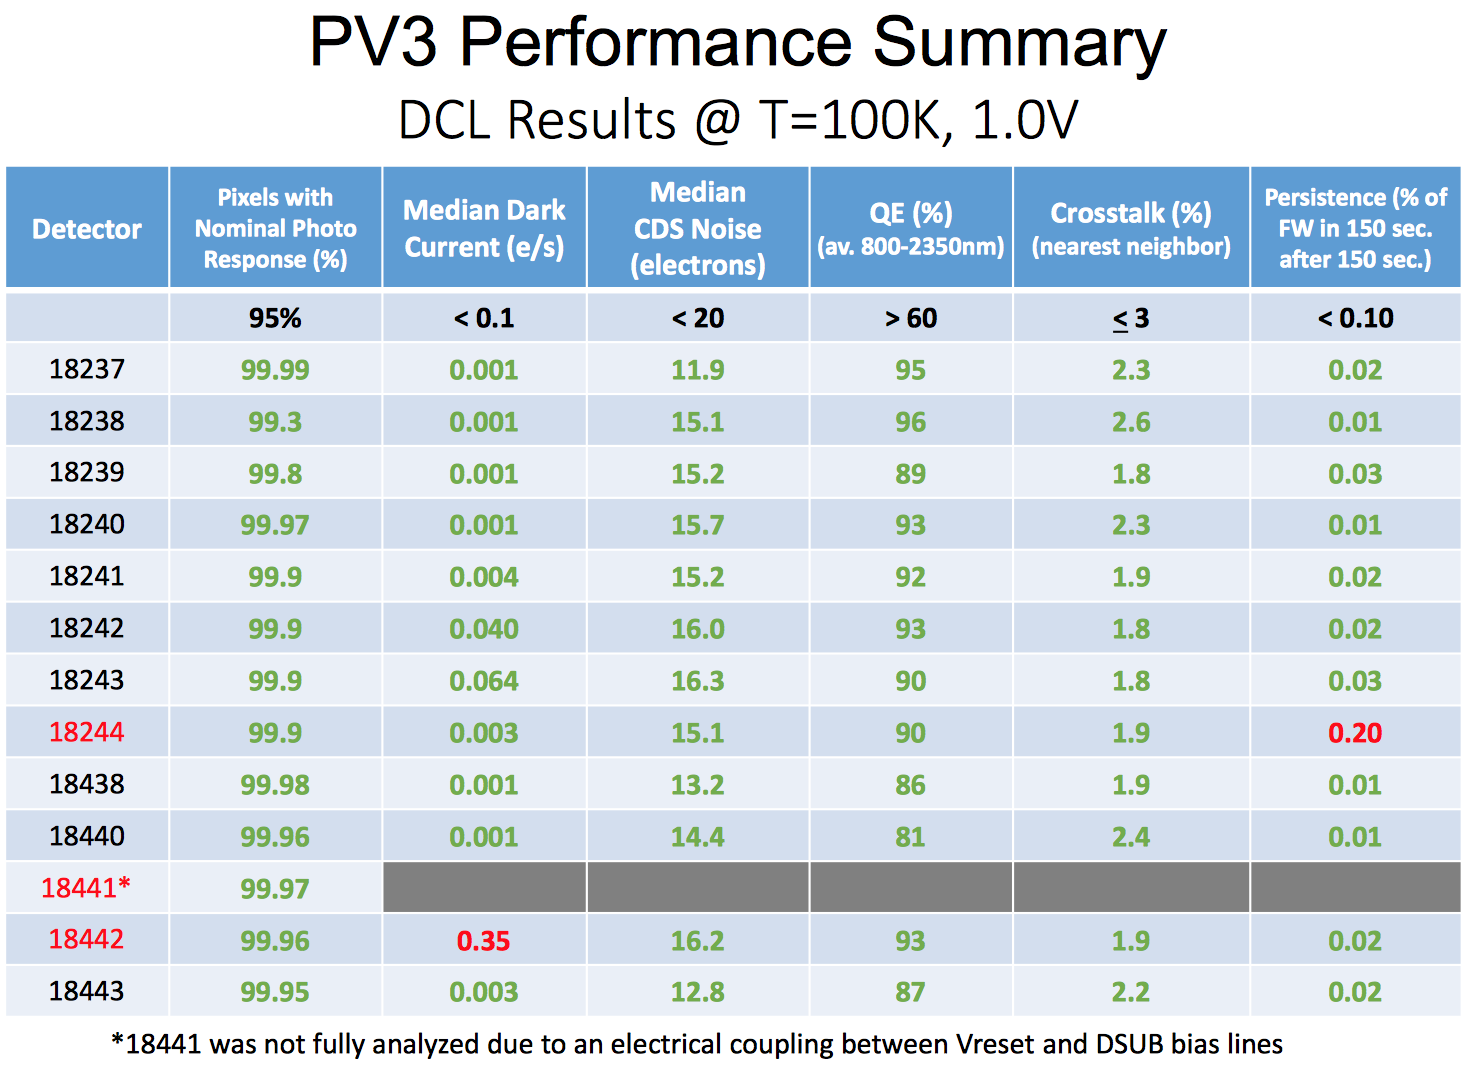 PV3 Performance Summary
DCL Results @ T=100K, 1.0V
Detector
Pixels with
Nominal Photo
Response (%)
Median Dark
Current (e/s)
Median
CDS Noise
(electrons)
QE (%)
(av. 800-2350nm)
Crosstalk (%)
(nearest neighbor)
Persistence (% of
FW in 150 sec.
after 150 sec.)
95% < 0.1 < 20 > 60 ≤ 3 < 0.10
18237 99.99 0.001 11.9 95 2.3 0.02
18238 99.3 0.001 15.1 96 2.6 0.01
18239 99.8 0.001 15.2 89 1.8 0.03
18240 99.97 0.001 15.7 93 2.3 0.01
18241 99.9 0.004 15.2 92 1.9 0.02
18242 99.9 0.040 16.0 93 1.8 0.02
18243 99.9 0.064 16.3 90 1.8 0.03
18244 99.9 0.003 15.1 90 1.9 0.20
18438 99.98 0.001 13.2 86 1.9 0.01
18440 99.96 0.001 14.4 81 2.4 0.01
18441* 99.97
18442 99.96 0.35 16.2 93 1.9 0.02
18443 99.95 0.003 12.8 87 2.2 0.02
*18441 was not fully analyzed due to an electrical coupling between Vreset and DSUB bias lines